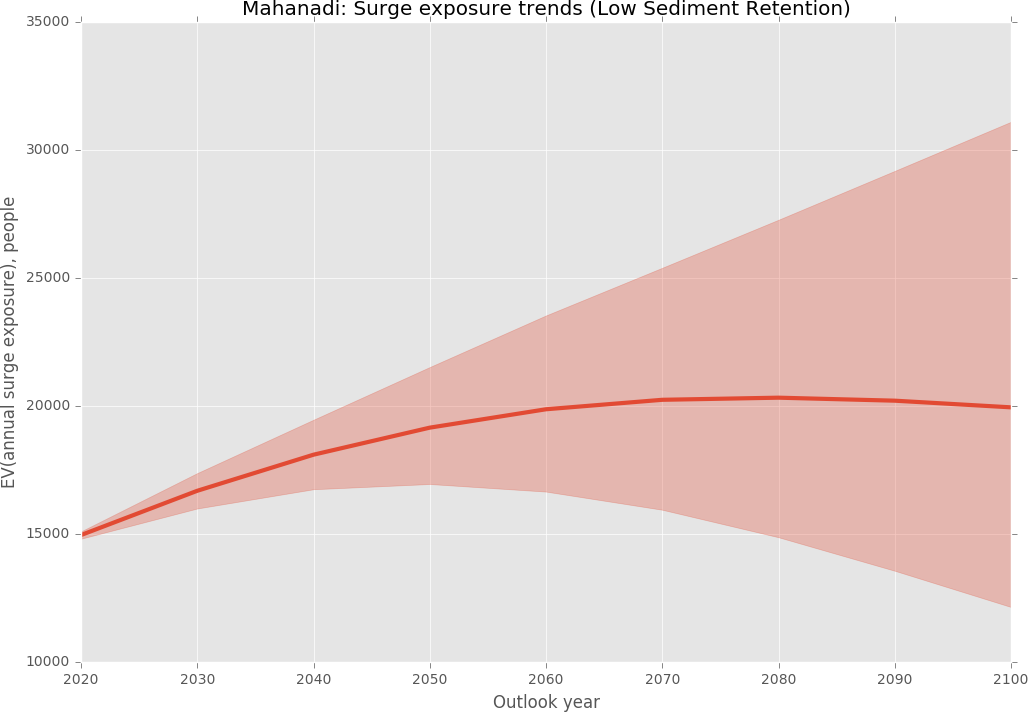 Mahanadi: Surge exposure trends (Low Sediment Retention)
35000
30000
25000
20000
15000
10000
EV(annual surge exposure), people
2020 2030 2040 2050 2060 2070 2080 2090 2100
Outlook year